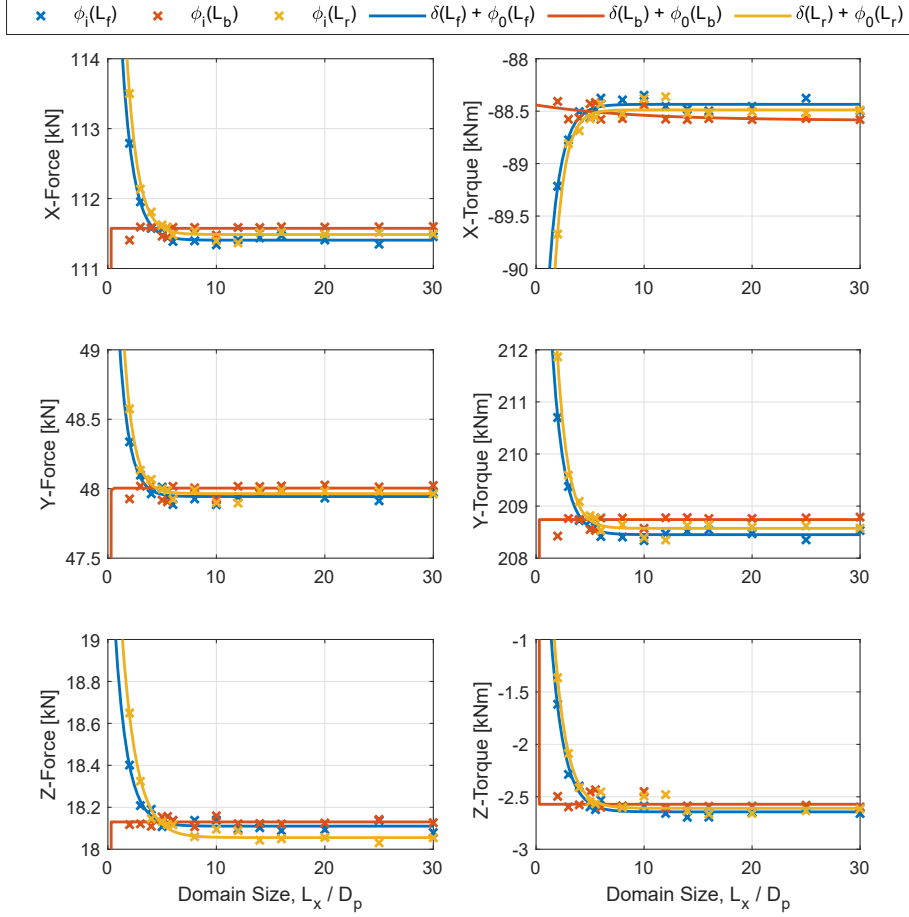 ϕi(Lf) ϕi(Lb) ϕi(Lr) δ(Lf) + ϕ0(Lf) δ(Lb) + ϕ0(Lb) δ(Lr) + ϕ0(Lr)
114
113
112
111
X-Force [kN]
0 10 20 30
-88
-88.5
-89
-89.5
-90
X-Torque [kNm]
0 10 20 30
49
48.5
48
47.5
Y-Force [kN]
0 10 20 30
212
211
210
209
208
Y-Torque [kNm]
0 10 20 30
19
18.8
18.6
18.4
18.2
18
Z-Force [kN]
0 10 20 30
Domain Size, Lx / Dp
-1
-1.5
-2
-2.5
-3
Z-Torque [kNm]
0 10 20 30
Domain Size, Lx / Dp